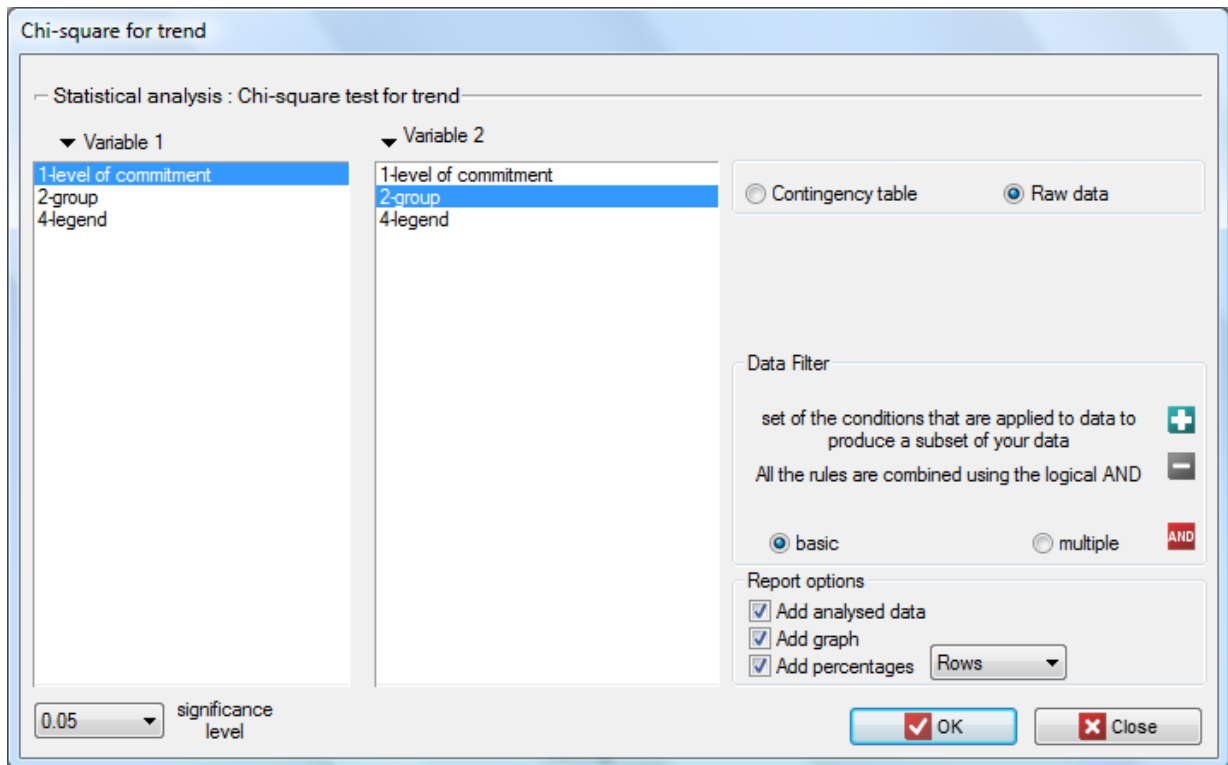 Chi-square for trend
Statistical analysis : Chi-square test for trend
Variable 1
1-level of commitment
2-group
4-legend
Variable 2
1-level of commitment
2-group
4-legend
Contingency table
Raw data
Data Filter
set of the conditions that are applied to data to
produce a subset of your data
All the rules are combined using the logical AND
basic
multiple
AND
Report options
Add analysed data
Add graph
Add percentages
Rows
0.05
significance
level
OK
Close